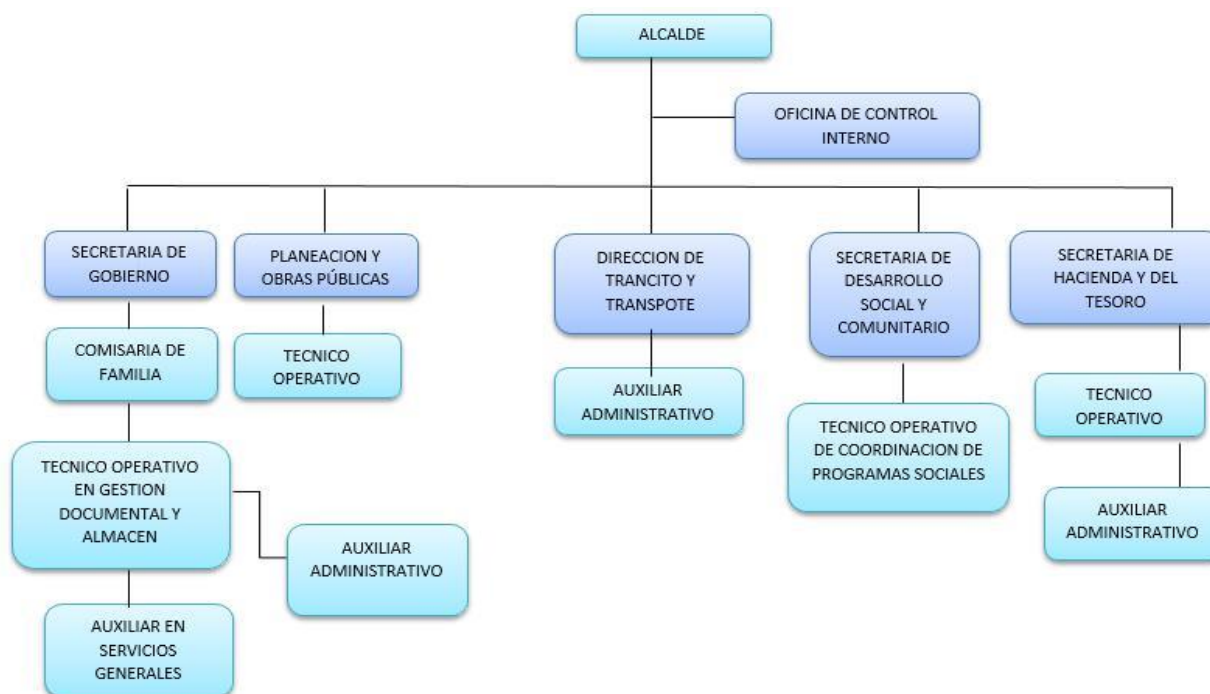 ALCALDE
OFICINA DE CONTROL
INTERNO
SECRETARIA DE
GOBIERNO
PLANEACION Y
OBRAS PÚBLICAS
DIRECCION DE
TRANCITO Y
TRANSPOTE
SECRETARIA DE
DESARROLLO
SOCIAL Y
COMUNITARIO
SECRETARIA DE
HACIENDA Y DEL
TESORO
COMISARIA DE
FAMILIA
TECNICO
OPERATIVO
AUXILIAR
ADMINISTRATIVO
TECNICO OPERATIVO
DE COORDINACION DE
PROGRAMAS SOCIALES
TECNICO
OPERATIVO
TECNICO OPERATIVO
EN GESTION
DOCUMENTAL Y
ALMACEN
AUXILIAR
ADMINISTRATIVO
AUXILIAR
ADMINISTRATIVO
AUXILIAR EN
SERVICIOS
GENERALES